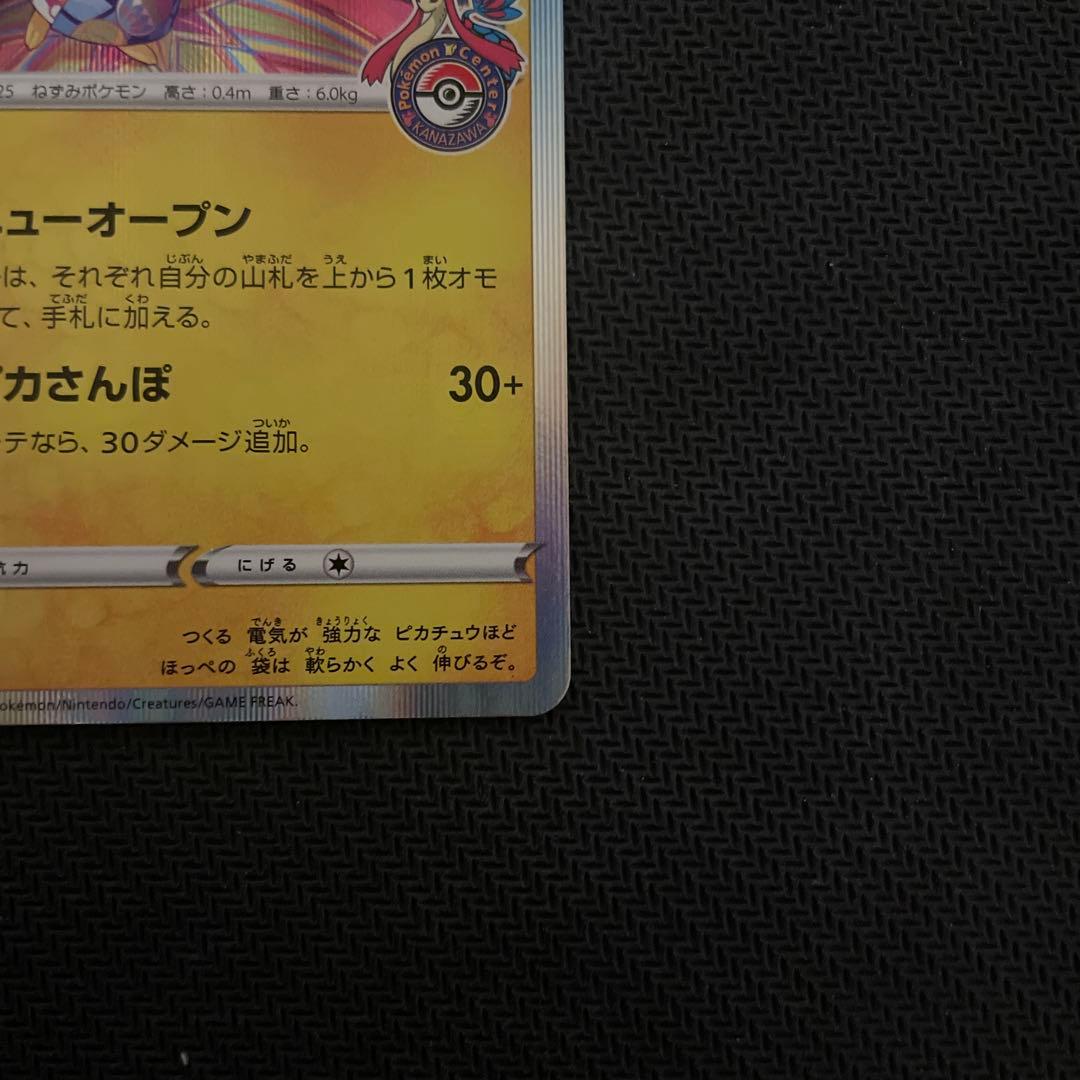 25 ねずみポケモン 高さ:0.4m 重さ:6.0kg
Pokémon Center
KANAZAWA
ューオープン
は、それぞれ自分の山札を上から1枚オモ
て、手札に加える。
カさんぽ 30+
テなら、30ダメージ追加。
力 にげる
つくる 電気が 強力な ピカチュウほど
ほっぺの 袋は 軟らかく よく 伸びるぞ。
okémon/Nintendo/Creatures/GAME FREAK.